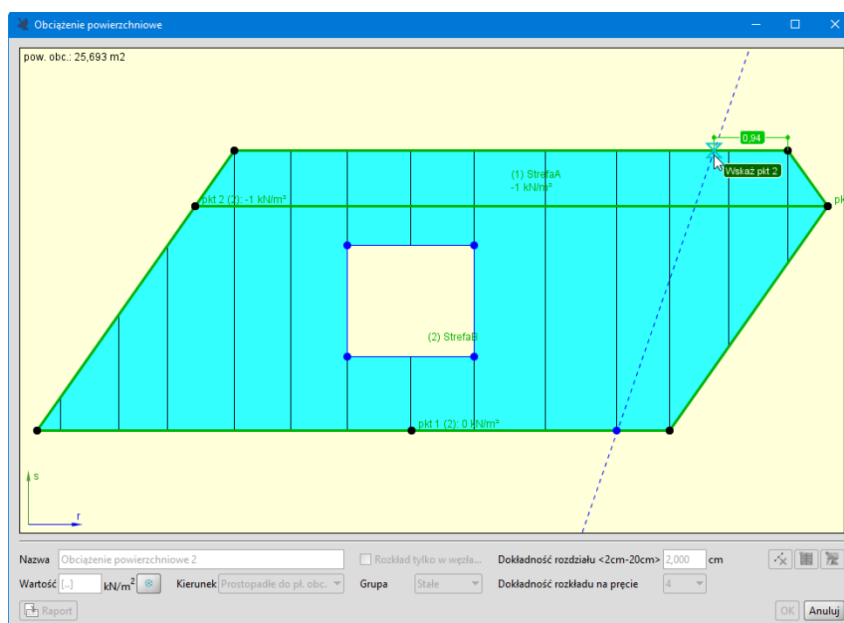 Obciążenie powierzchniowe
pow. obc.: 25,693 m2
0,94
Wskaż pkt 2
(1) StrefaA
-1 kN/m²
pkt 2 (2): -1 kN/m²
pk
(2) StrefaB
pkt 1 (2): 0 kN/m²
s
r
Nazwa Obciążenie powierzchniowe 2 Rozkład tylko w węzła... Dokładność rozdziału <2cm-20cm> 2,000 cm
Wartość [...] kN/m² Kierunek Prostopadłe do pł. obc. Grupa Stałe Dokładność rozkładu na pręcie 4
Raport OK Anuluj